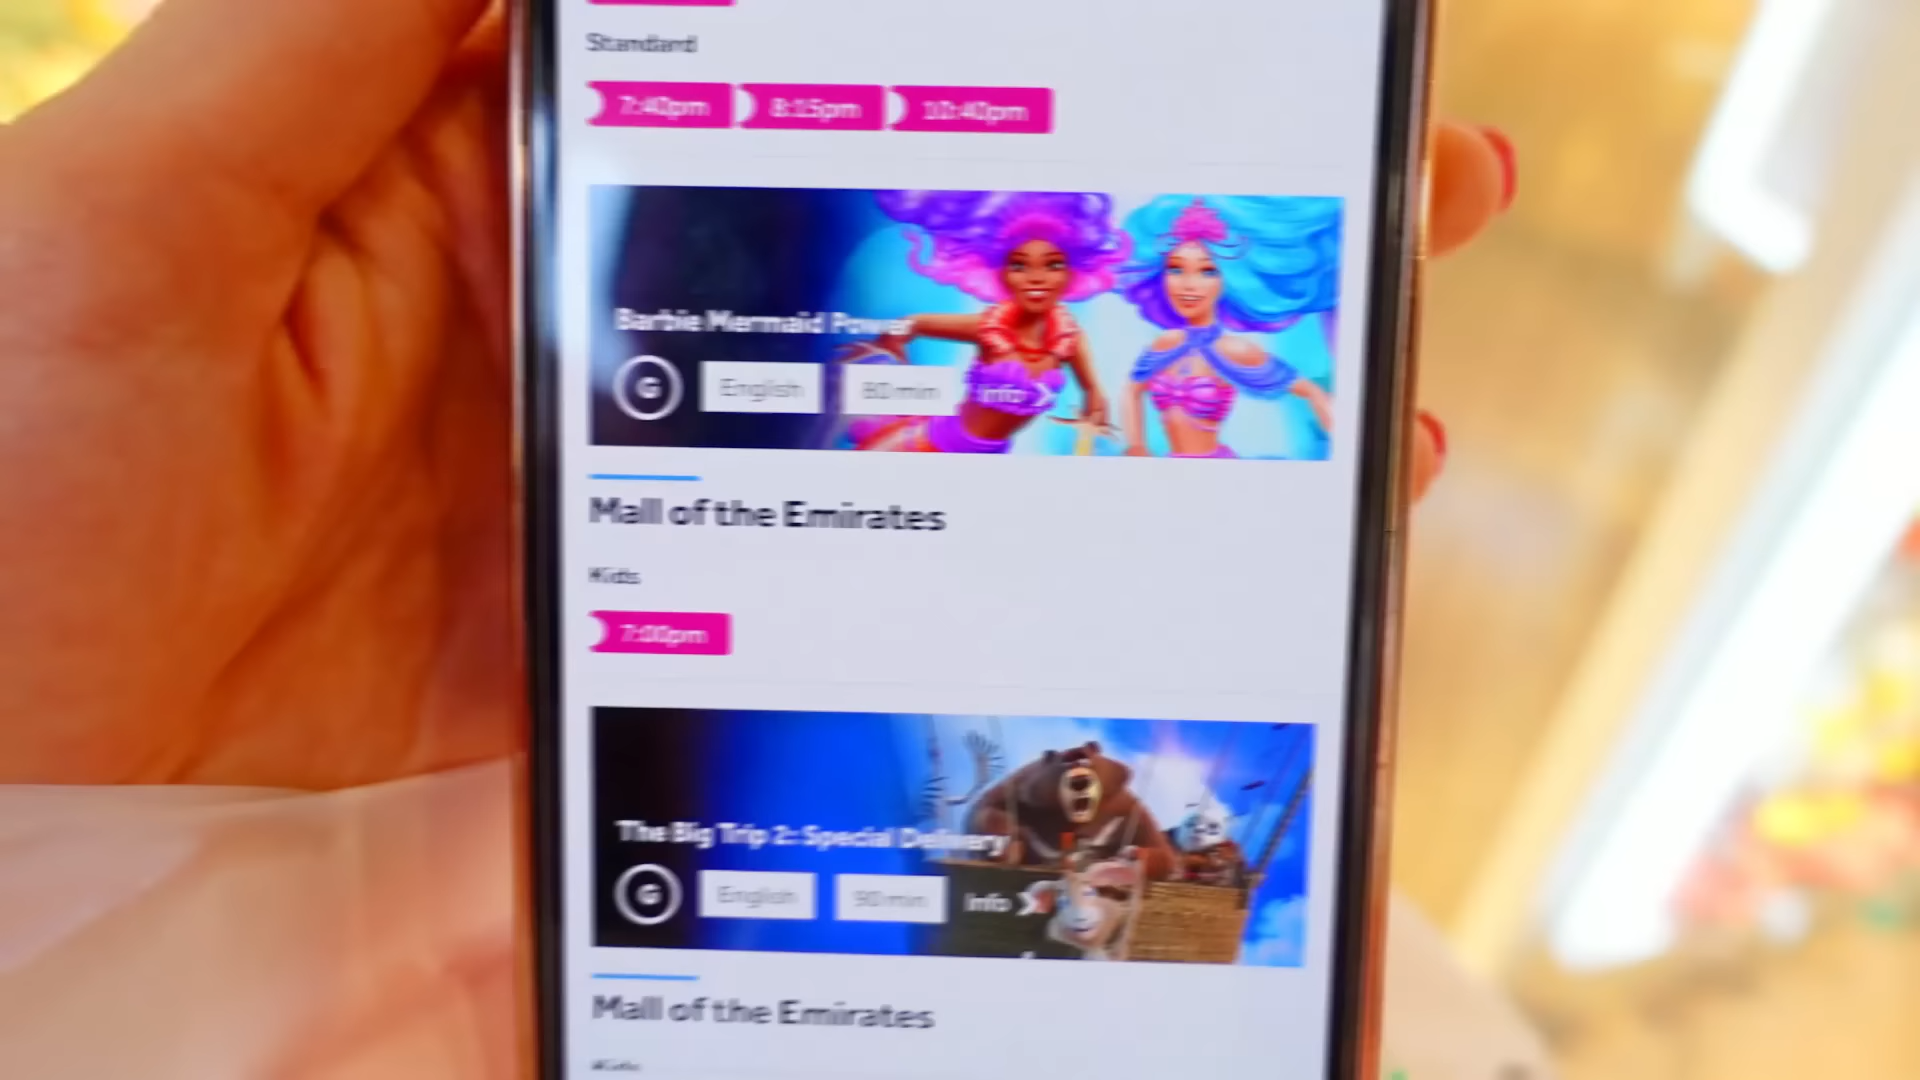 Standard
7:40pm 8:15pm 10:40pm
Barbie Mermaid Power
G English 80 min Info
Mall of the Emirates
Kids
7:00pm
The Big Trip 2: Special Delivery
G English 90 min Info
Mall of the Emirates
Kids